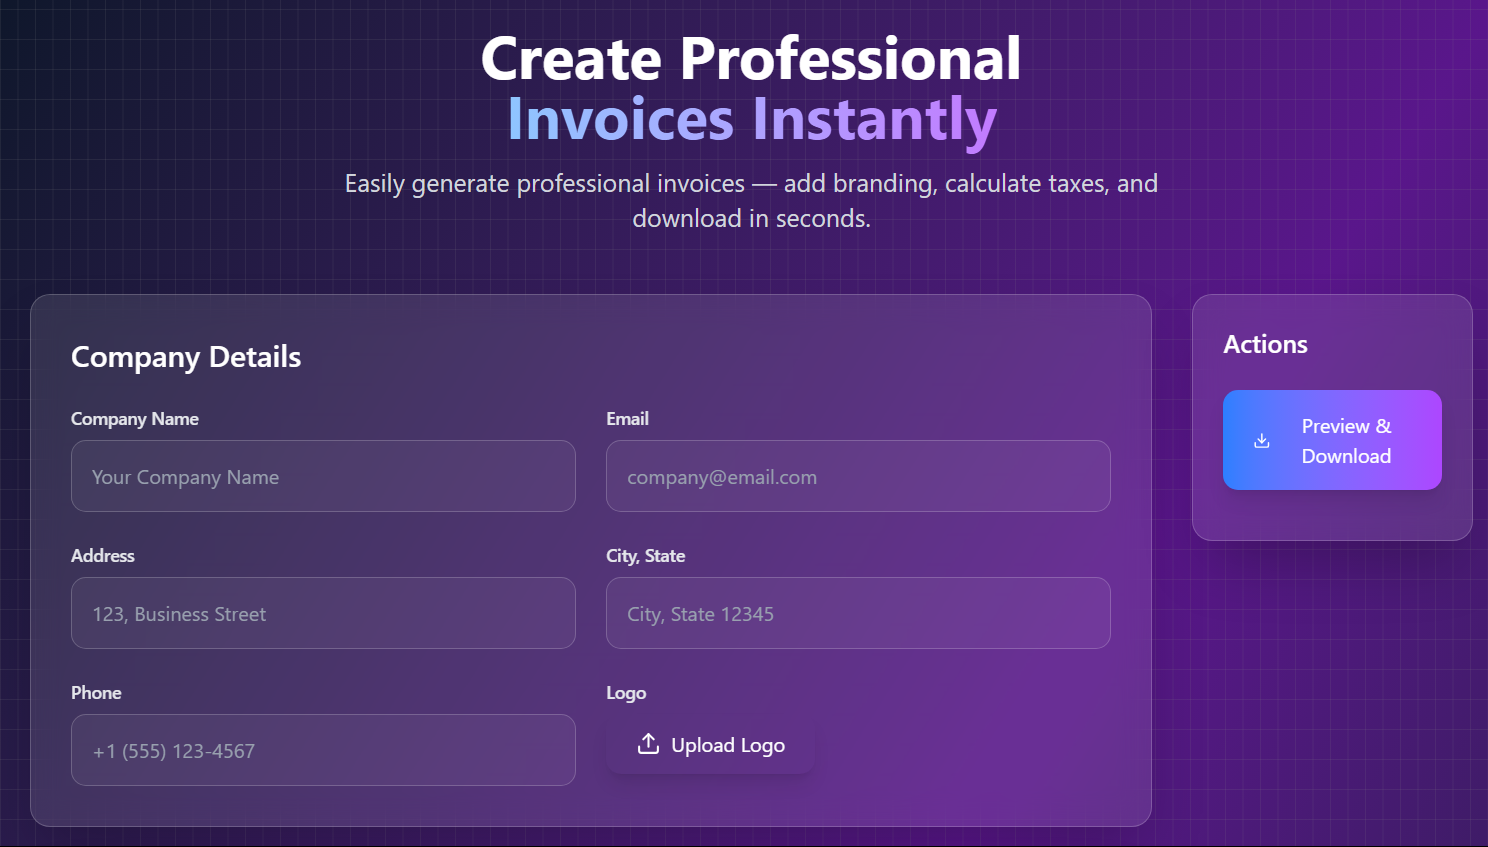 Create Professional
Invoices Instantly
Easily generate professional invoices — add branding, calculate taxes, and
download in seconds.
Company Details
Company Name
Your Company Name
Email
company@email.com
Address
123, Business Street
City, State
City, State 12345
Phone
+1 (555) 123-4567
Logo
Upload Logo
Actions
Preview &
Download